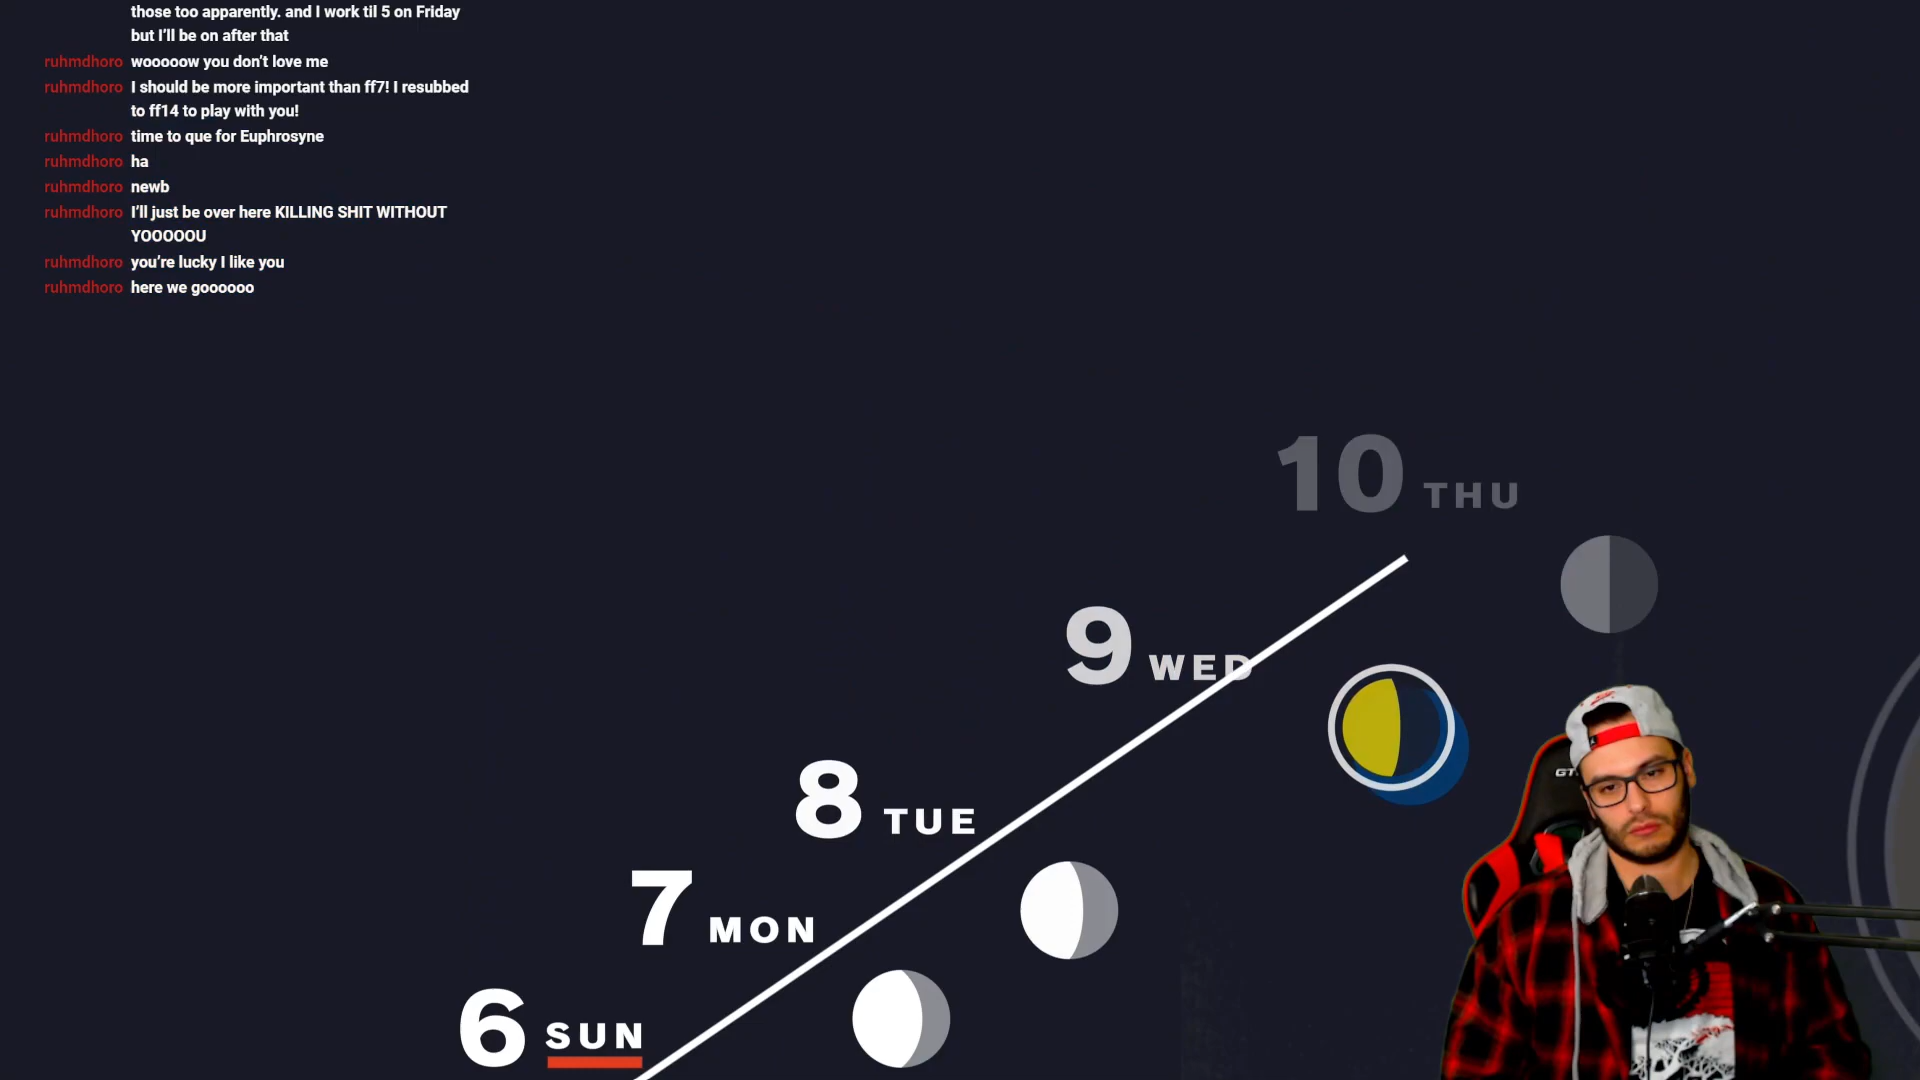 those too apparently. and I work til 5 on Friday
but I’ll be on after that
ruhmdhoro wooooow you don’t love me
ruhmdhoro I should be more important than ff7! I resubbed
to ff14 to play with you!
ruhmdhoro time to que for Euphrosyne
ruhmdhoro ha
ruhmdhoro newb
ruhmdhoro I’ll just be over here KILLING SHIT WITHOUT
YOOOOOU
ruhmdhoro you’re lucky I like you
ruhmdhoro here we goooooo
10 THU
9 WED
8 TUE
7 MON
6 SUN
GT